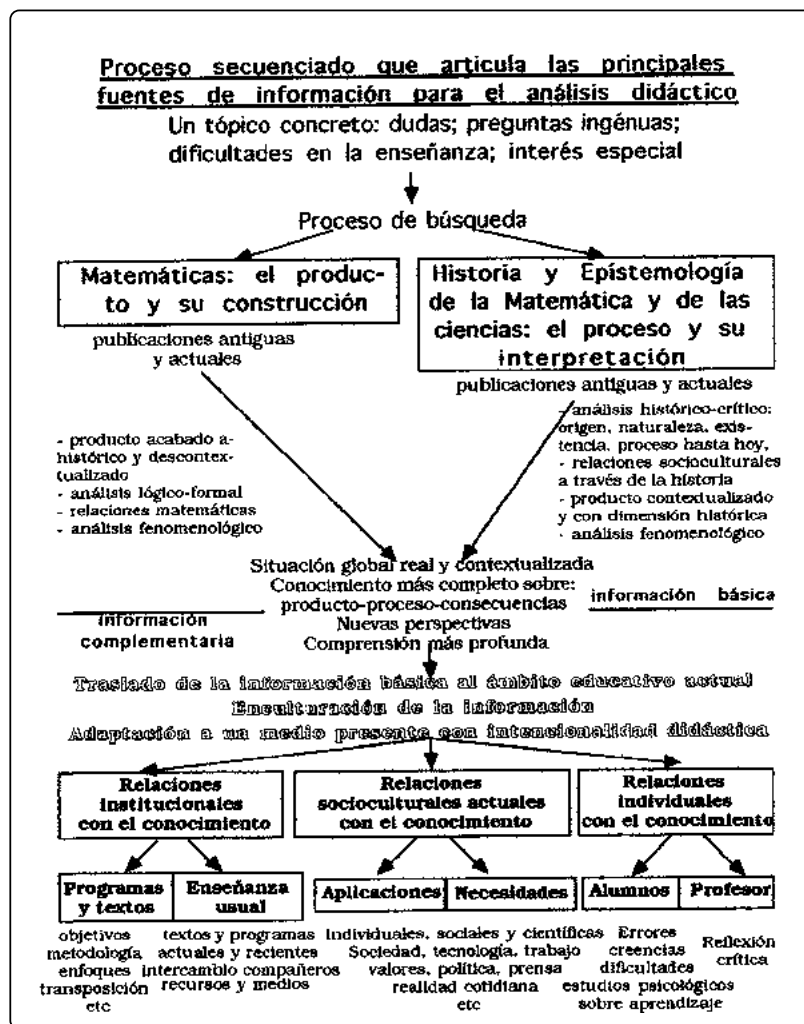 Proceso secuenciado que articula las principales
fuentes de información para el análisis didáctico
Un tópico concreto: dudas; preguntas ingénuas;
dificultades en la enseñanza; interés especial
Proceso de búsqueda
Matemáticas: el produc-
to y su construcción
publicaciones antiguas
y actuales
Historia y Epistemología
de la Matemática y de las
ciencias: el proceso y su
interpretación
publicaciones antiguas y actuales
- producto acabado a-
histórico y descontex-
tualizado
- análisis lógico-formal
- relaciones matemáticas
- análisis fenomenológico
- análisis histórico-crítico:
origen, naturaleza, exis-
tencia, proceso hasta hoy,
- relaciones socioculturales
a través de la historia
- producto contextualizado
y con dimensión histórica
- análisis fenomenológico
Situación global real y contextualizada
Conocimiento más completo sobre:
producto-proceso-consecuencias
Nuevas perspectivas
Comprensión más profunda
información básica
información
complementaria
Traslado de la información básica al ámbito educativo actual
Enculturación de la información
Adaptación a un medio presente con intencionalidad didáctica
Relaciones
institucionales
con el conocimiento
Relaciones
socioculturales actuales
con el conocimiento
Relaciones
individuales
con el conocimiento
Programas
y textos
Enseñanza
usual
Aplicaciones
Necesidades
Alumnos
Profesor
objetivos
metodología
enfoques
transposición
etc
textos y programas
actuales y recientes
intercambio compañeros
recursos y medios
Individuales, sociales y científicas
Sociedad, tecnología, trabajo
valores, política, prensa
realidad cotidiana
etc
Errores
creencias
dificultades
estudios psicológicos
sobre aprendizaje
Reflexión
crítica